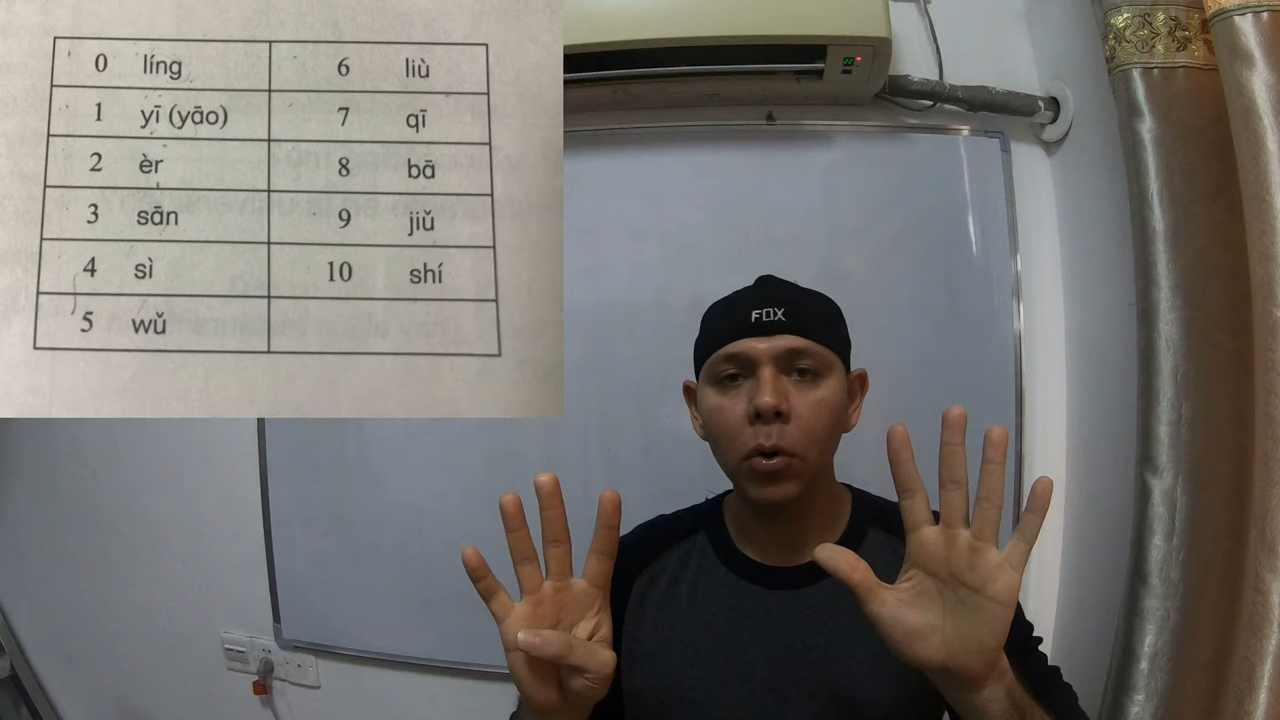 0 líng 6 liù
1 yī (yāo) 7 qī
2 èr 8 bā
3 sān 9 jiǔ
4 sì 10 shí
5 wǔ
FOX